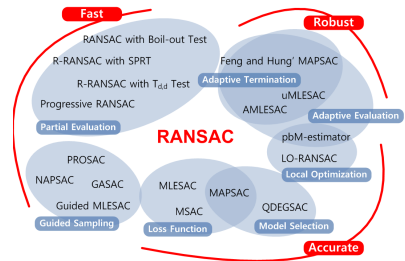 Fast
Robust
RANSAC with Boil-out Test
R-RANSAC with SPRT
R-RANSAC with Td,d Test
Progressive RANSAC
Partial Evaluation
Feng and Hung' MAPSAC
Adaptive Termination
uMLESAC
AMLESAC
Adaptive Evaluation
RANSAC
pbM-estimator
LO-RANSAC
Local Optimization
PROSAC
NAPSAC
GASAC
Guided MLESAC
Guided Sampling
MLESAC
MAPSAC
MSAC
Loss Function
QDEGSAC
Model Selection
Accurate